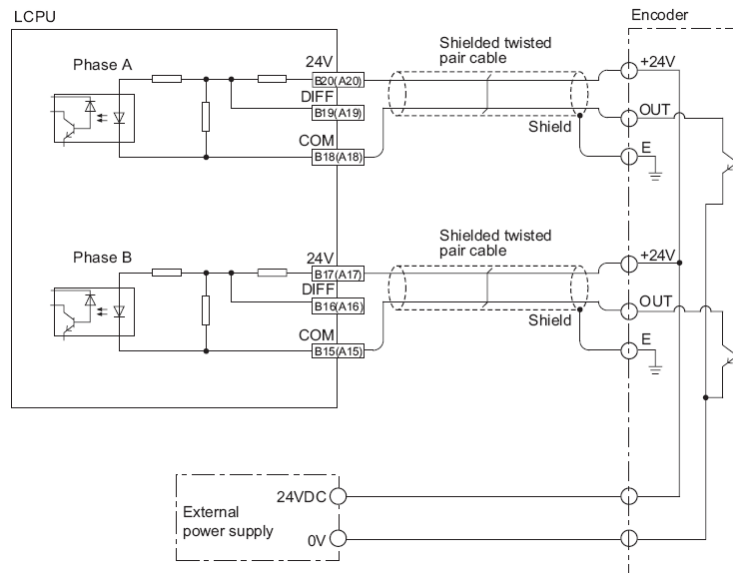 LCPU
Encoder
Phase A
24V
B20(A20)
DIFF
B19(A19)
COM
B18(A18)
Shielded twisted
pair cable
Shield
+24V
OUT
E
Phase B
24V
B17(A17)
DIFF
B16(A16)
COM
B15(A15)
Shielded twisted
pair cable
Shield
+24V
OUT
E
External
power supply
24VDC
0V